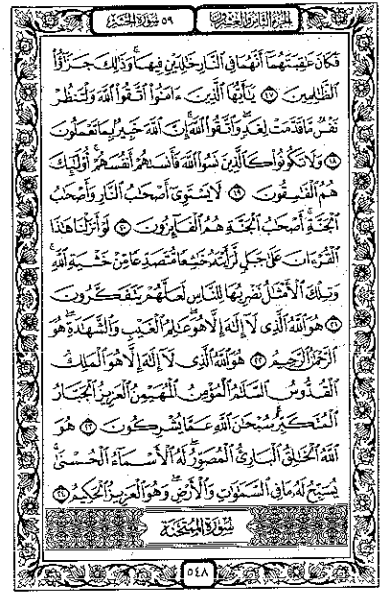 الجزء الثامن والعشرون ٥٩ سورة الحشر
فَكَانَ عَٰقِبَتَهُمَآ أَنَّهُمَا فِي ٱلنَّارِ خَٰلِدَيْنِ فِيهَا ۚ وَذَٰلِكَ جَزَٰٓؤُا۟
ٱلظَّٰلِمِينَ ١٧ يَٰٓأَيُّهَا ٱلَّذِينَ ءَامَنُوا۟ ٱتَّقُوا۟ ٱللَّهَ وَلْتَنظُرْ
نَفْسٌ مَّا قَدَّمَتْ لِغَدٍ ۖ وَٱتَّقُوا۟ ٱللَّهَ ۚ إِنَّ ٱللَّهَ خَبِيرٌۢ بِمَا تَعْمَلُونَ
١٨ وَلَا تَكُونُوا۟ كَٱلَّذِينَ نَسُوا۟ ٱللَّهَ فَأَنسَىٰهُمْ أَنفُسَهُمْ ۚ أُو۟لَٰٓئِكَ
هُمُ ٱلْفَٰسِقُونَ ١٩ لَا يَسْتَوِىٓ أَصْحَٰبُ ٱلنَّارِ وَأَصْحَٰبُ
ٱلْجَنَّةِ ۚ أَصْحَٰبُ ٱلْجَنَّةِ هُمُ ٱلْفَآئِزُونَ ٢٠ لَوْ أَنزَلْنَا هَٰذَا
ٱلْقُرْءَانَ عَلَىٰ جَبَلٍ لَّرَأَيْتَهُۥ خَٰشِعًا مُّتَصَدِّعًا مِّنْ خَشْيَةِ ٱللَّهِ ۚ
وَتِلْكَ ٱلْأَمْثَٰلُ نَضْرِبُهَا لِلنَّاسِ لَعَلَّهُمْ يَتَفَكَّرُونَ
٢١ هُوَ ٱللَّهُ ٱلَّذِى لَآ إِلَٰهَ إِلَّا هُوَ ۖ عَٰلِمُ ٱلْغَيْبِ وَٱلشَّهَٰدَةِ ۖ هُوَ
ٱلرَّحْمَٰنُ ٱلرَّحِيمُ ٢٢ هُوَ ٱللَّهُ ٱلَّذِى لَآ إِلَٰهَ إِلَّا هُوَ ٱلْمَلِكُ
ٱلْقُدُّوسُ ٱلسَّلَٰمُ ٱلْمُؤْمِنُ ٱلْمُهَيْمِنُ ٱلْعَزِيزُ ٱلْجَبَّارُ
ٱلْمُتَكَبِّرُ ۚ سُبْحَٰنَ ٱللَّهِ عَمَّا يُشْرِكُونَ ٢٣ هُوَ
ٱللَّهُ ٱلْخَٰلِقُ ٱلْبَارِئُ ٱلْمُصَوِّرُ ۖ لَهُ ٱلْأَسْمَآءُ ٱلْحُسْنَىٰ ۚ
يُسَبِّحُ لَهُۥ مَا فِى ٱلسَّمَٰوَٰتِ وَٱلْأَرْضِ ۖ وَهُوَ ٱلْعَزِيزُ ٱلْحَكِيمُ ٢٤
سورة الممتحنة
٥٤٨